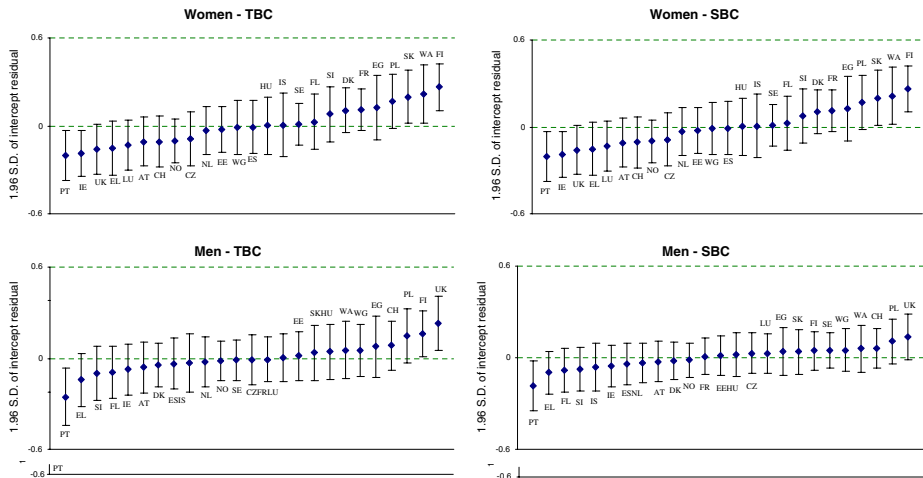 Women - TBC
1.96 S.D. of intercept residual
0.6
0
-0.6
PT IE UK EL LU AT CH NO CZ NL EE WG ES HU IS SE FL SI DK FR EG PL SK WA FI
Women - SBC
1.96 S.D. of intercept residual
0.6
0
-0.6
PT IE UK EL LU AT CH NO CZ NL EE WG ES HU IS SE FL SI DK FR EG PL SK WA FI
Men - TBC
1.96 S.D. of intercept residual
0.6
0
-0.6
PT EL SI FL IE AT DK ESIS NL NO SE CZFRLU EE SKHU WA WG EG CH PL FI UK
Men - SBC
1.96 S.D. of intercept residual
0.6
0
-0.6
PT EL FL SI IS IE ESNL AT DK NO FR EEHU CZ LU EG SK FI SE WG WA CH PL UK
1
-0.6
PT
1
-0.6